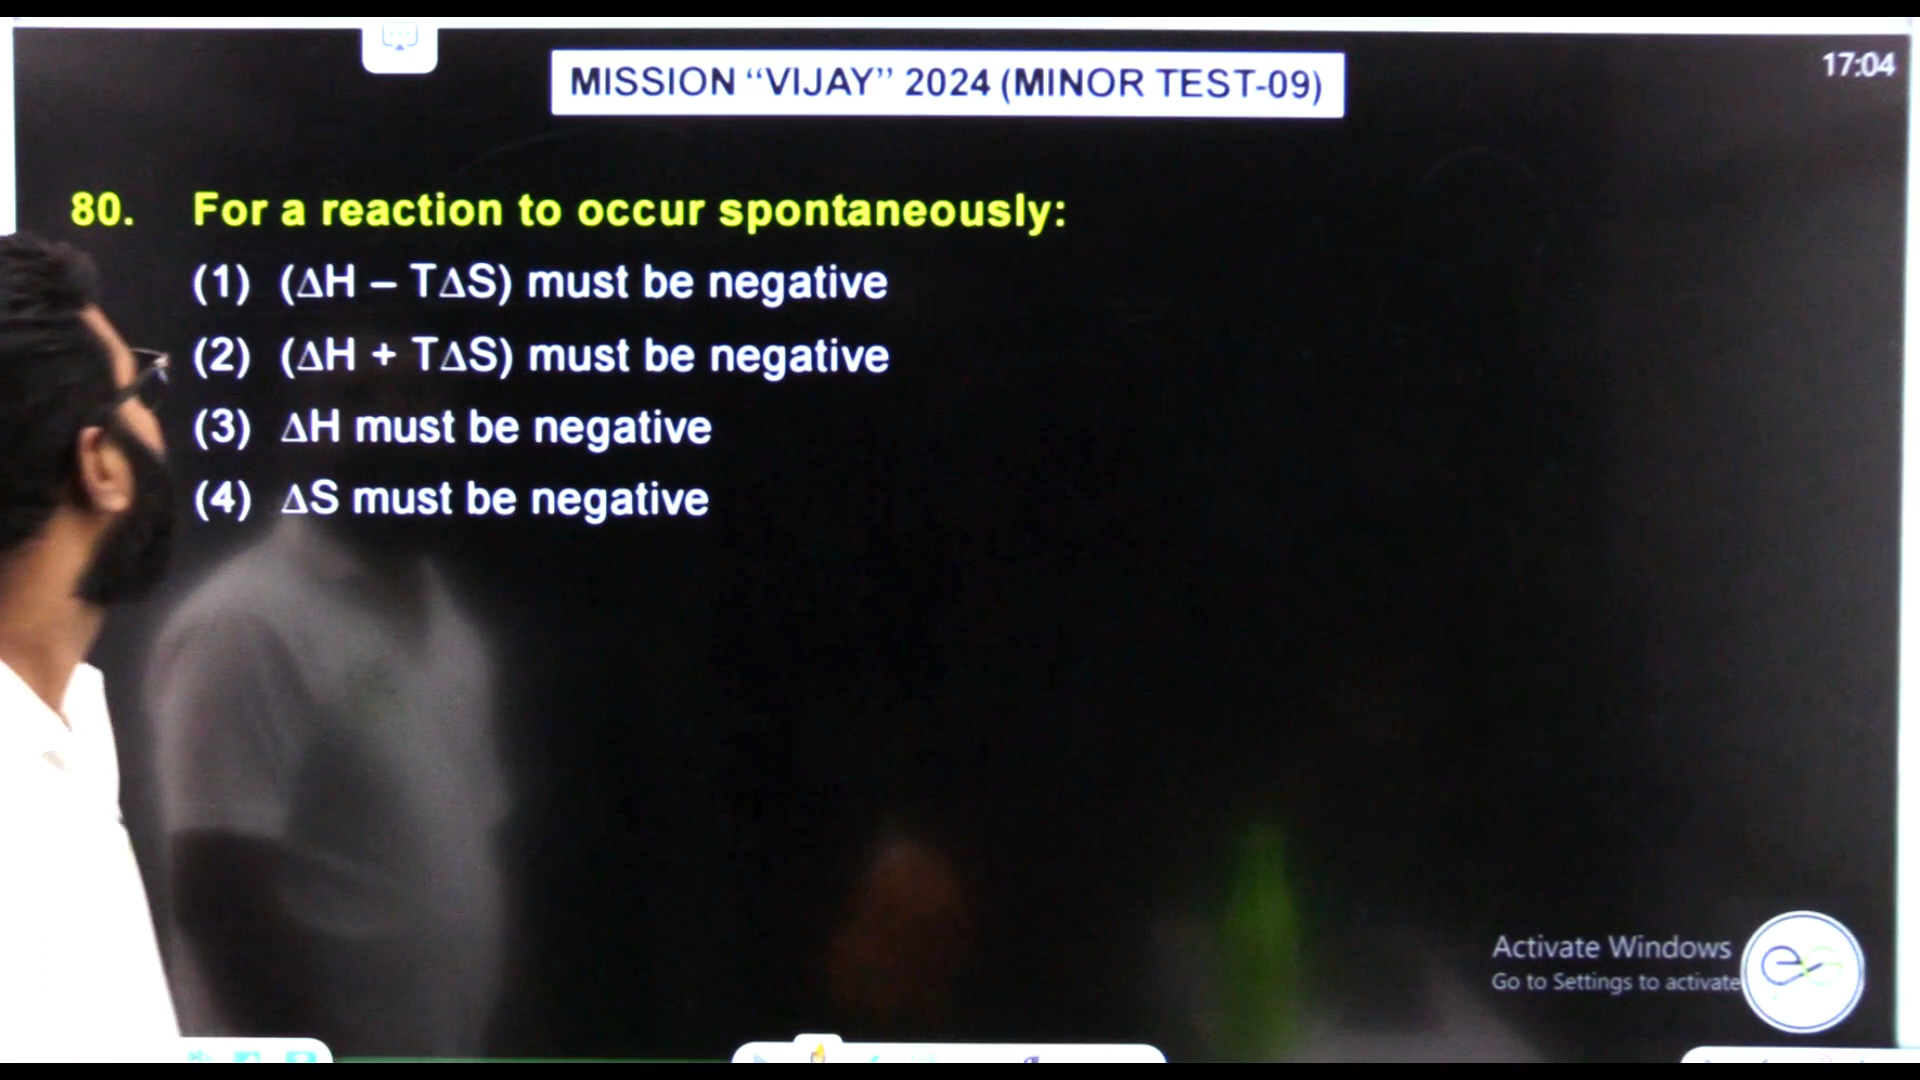 17:04
MISSION “VIJAY” 2024 (MINOR TEST-09)
80. For a reaction to occur spontaneously:
(1) (ΔH – TΔS) must be negative
(2) (ΔH + TΔS) must be negative
(3) ΔH must be negative
(4) ΔS must be negative
Activate Windows
Go to Settings to activate